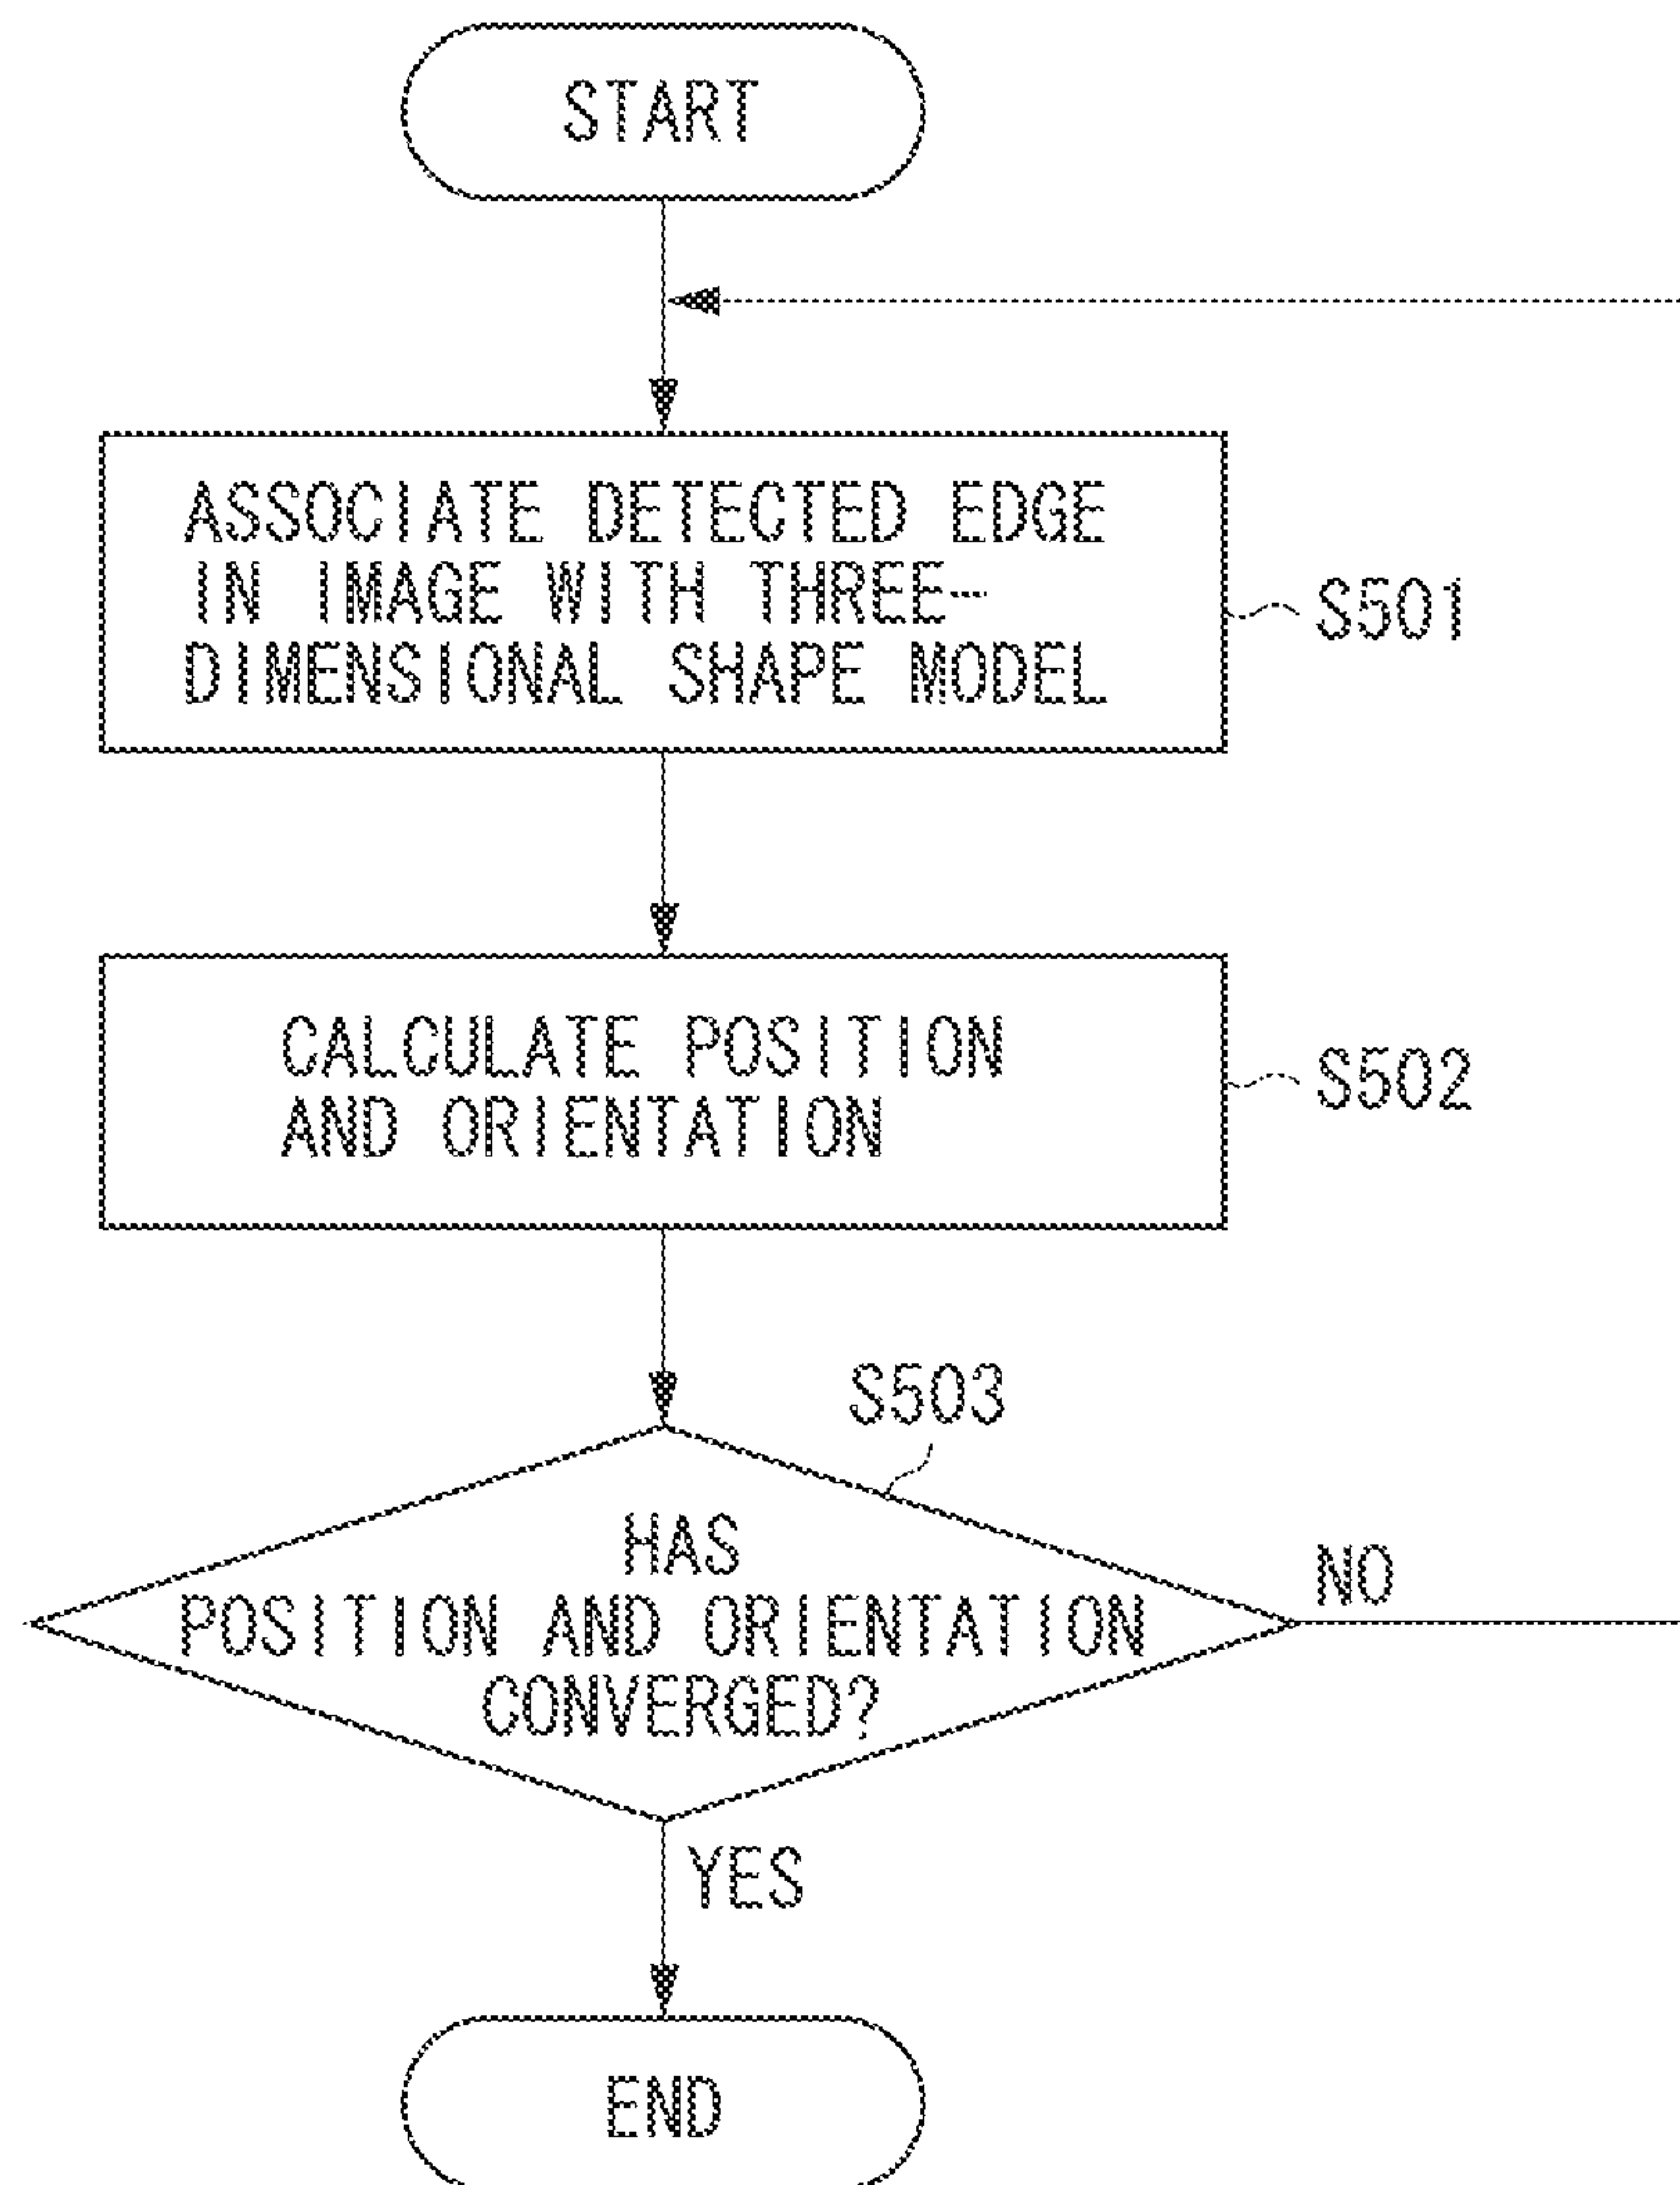 START
ASSOCIATE DETECTED EDGE
IN IMAGE WITH THREE-
DIMENSIONAL SHAPE MODEL
S501
CALCULATE POSITION
AND ORIENTATION
S502
S503
HAS
POSITION AND ORIENTATION
CONVERGED?
NO
YES
END